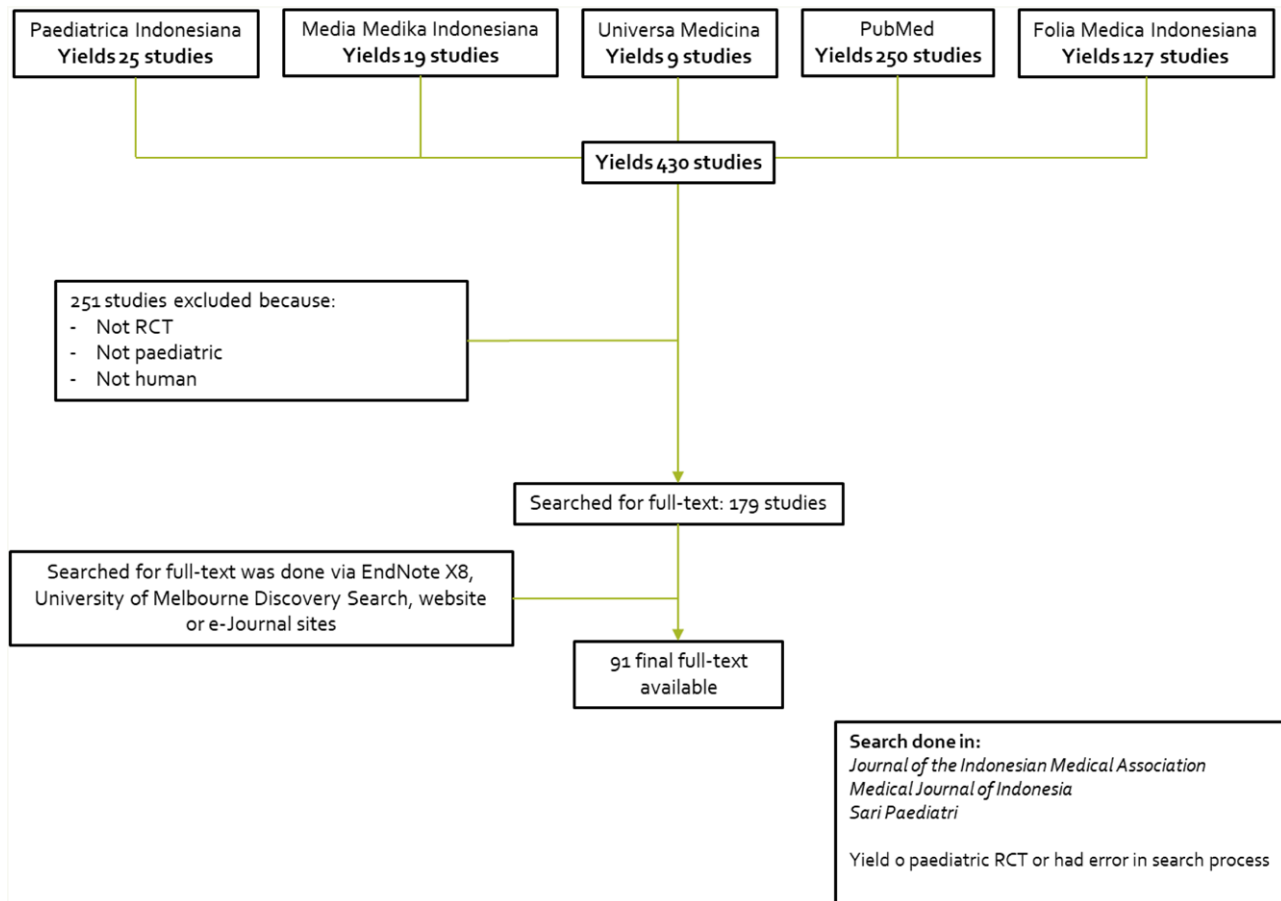 Paediatrica Indonesiana
Yields 25 studies
Media Medika Indonesiana
Yields 19 studies
Universa Medicina
Yields 9 studies
PubMed
Yields 250 studies
Folia Medica Indonesiana
Yields 127 studies
Yields 430 studies
251 studies excluded because:
- Not RCT
- Not paediatric
- Not human
Searched for full-text: 179 studies
Searched for full-text was done via EndNote X8,
University of Melbourne Discovery Search, website
or e-Journal sites
91 final full-text
available
Search done in:
Journal of the Indonesian Medical Association
Medical Journal of Indonesia
Sari Paediatri
Yield 0 paediatric RCT or had error in search process